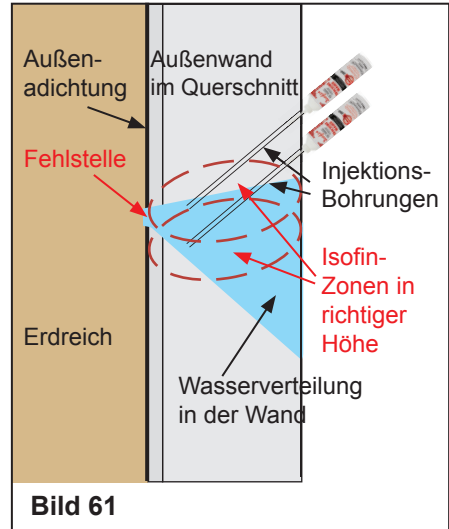 Außen-
adichtung
Außenwand
im Querschnitt
Fehlstelle
Injektions-
Bohrungen
Isofin-
Zonen in
richtiger
Höhe
Erdreich
Wasserverteilung
in der Wand
Bild 61